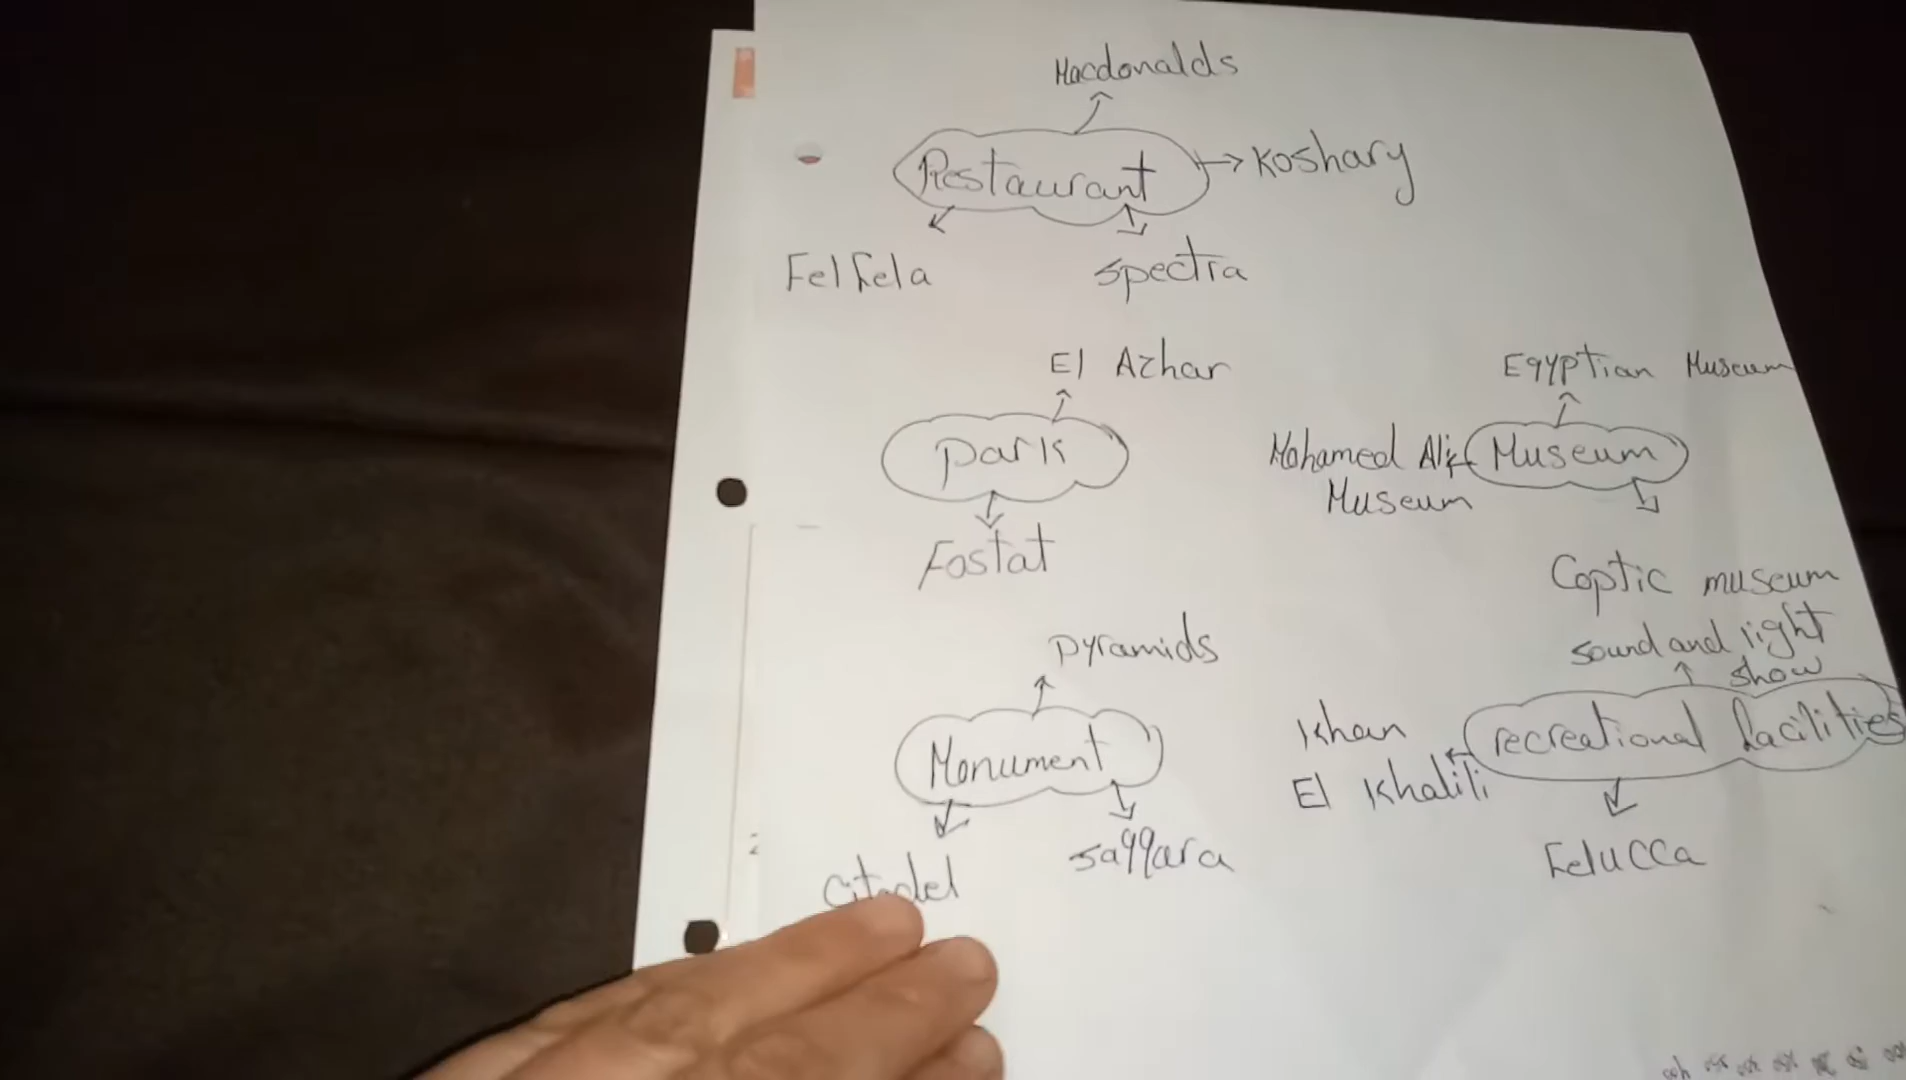 Macdonalds
Restaurant
Koshary
Felfela
spectra
El Azhar
park
Fostat
Egyptian Museum
Mohamed Ali
Museum
Museum
Coptic museum
pyramids
Monument
citadel
saqqara
sound and light
show
recreational facilities
Khan
El Khalili
Felucca